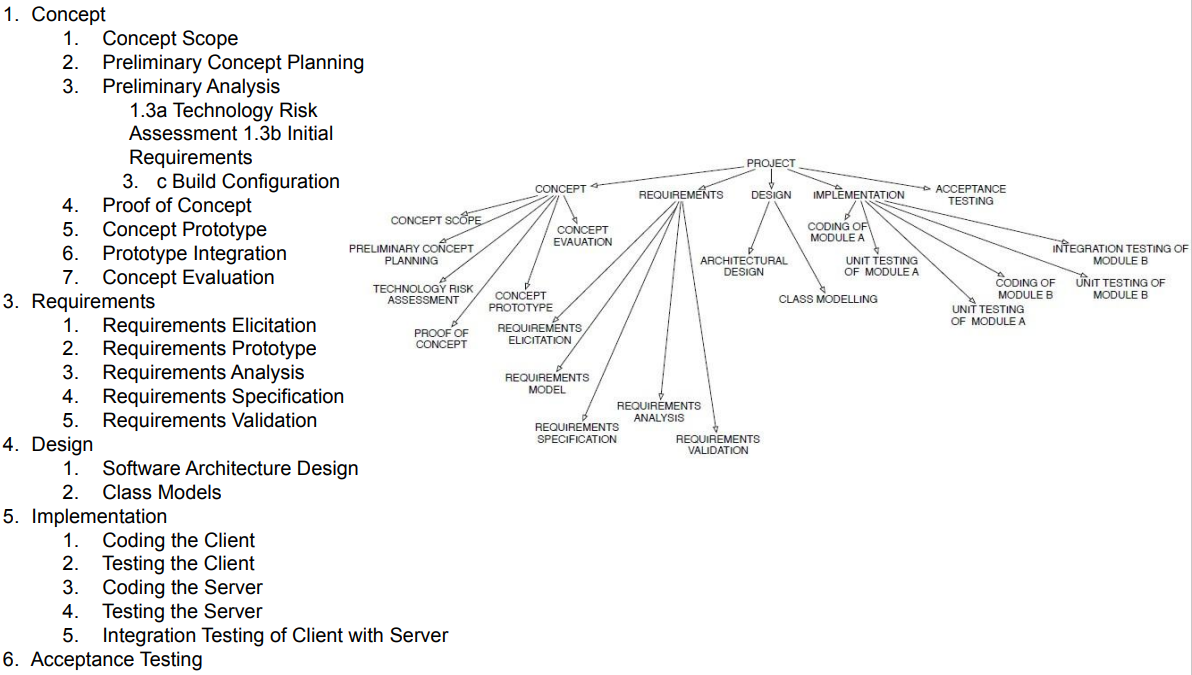 1. Concept
1. Concept Scope
2. Preliminary Concept Planning
3. Preliminary Analysis
1.3a Technology Risk
Assessment 1.3b Initial
Requirements
3. c Build Configuration
4. Proof of Concept
5. Concept Prototype
6. Prototype Integration
7. Concept Evaluation
3. Requirements
1. Requirements Elicitation
2. Requirements Prototype
3. Requirements Analysis
4. Requirements Specification
5. Requirements Validation
4. Design
1. Software Architecture Design
2. Class Models
5. Implementation
1. Coding the Client
2. Testing the Client
3. Coding the Server
4. Testing the Server
5. Integration Testing of Client with Server
6. Acceptance Testing
PROJECT
CONCEPT
REQUIREMENTS
DESIGN
IMPLEMENTATION
ACCEPTANCE
TESTING
CONCEPT SCOPE
PRELIMINARY CONCEPT
PLANNING
TECHNOLOGY RISK
ASSESSMENT
PROOF OF
CONCEPT
CONCEPT
PROTOTYPE
CONCEPT
EVAUATION
REQUIREMENTS
ELICITATION
REQUIREMENTS
MODEL
REQUIREMENTS
SPECIFICATION
REQUIREMENTS
ANALYSIS
REQUIREMENTS
VALIDATION
ARCHITECTURAL
DESIGN
CLASS MODELLING
CODING OF
MODULE A
UNIT TESTING
OF MODULE A
UNIT TESTING
OF MODULE A
CODING OF
MODULE B
UNIT TESTING OF
MODULE B
INTEGRATION TESTING OF
MODULE B